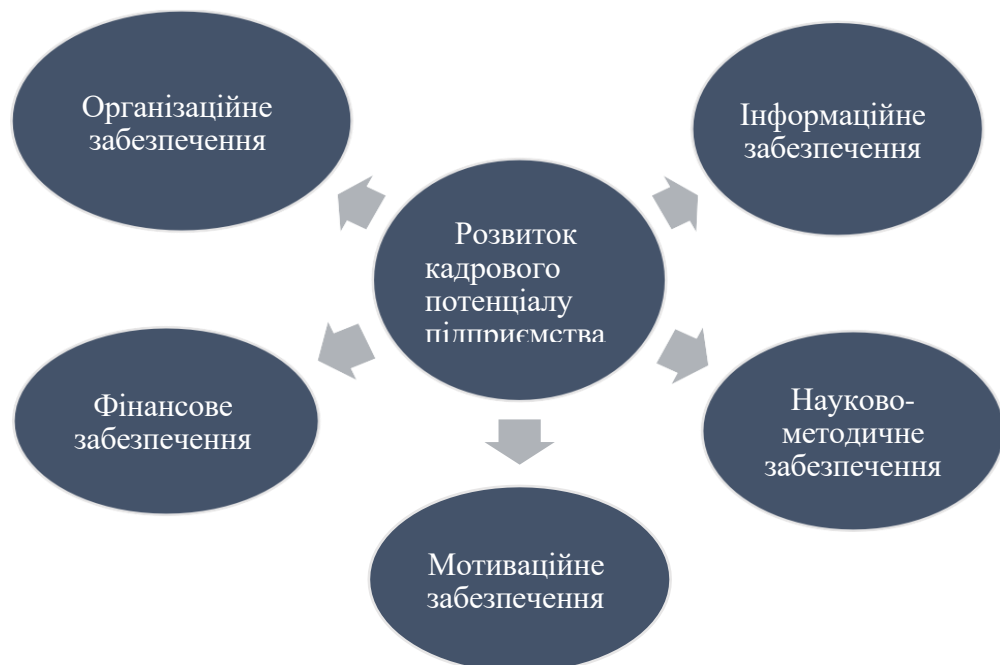 Організаційне
забезпечення
Інформаційне
забезпечення
Розвиток
кадрового
потенціалу
підприємства
Фінансове
забезпечення
Науково-
методичне
забезпечення
Мотиваційне
забезпечення